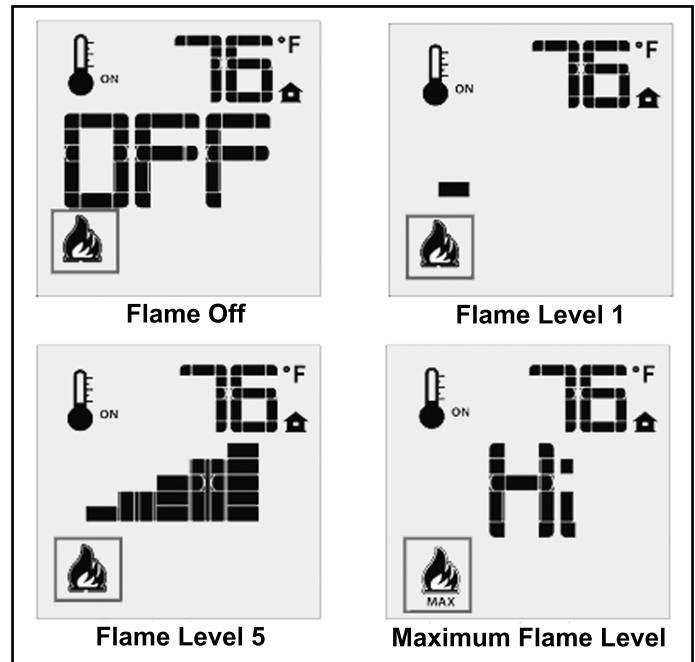 76 °F
ON
OFF
Flame Off
76 °F
ON
Flame Level 1
76 °F
ON
Flame Level 5
76 °F
ON
Hi
MAX
Maximum Flame Level